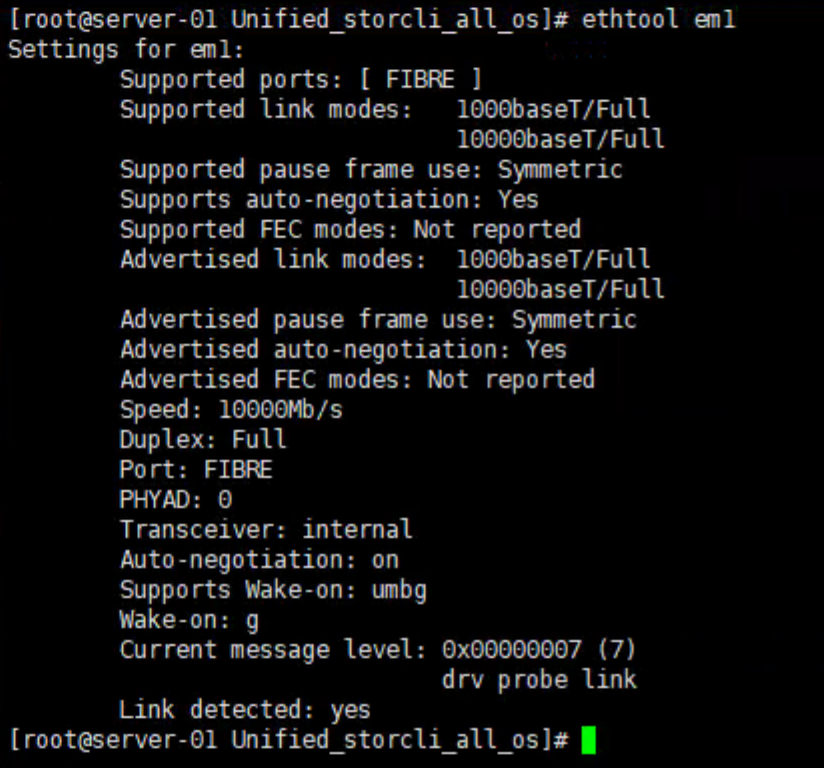 [root@server-01 Unified_storcli_all_os]# ethtool em1
Settings for em1:
        Supported ports: [ FIBRE ]
        Supported link modes:   1000baseT/Full
                                10000baseT/Full
        Supported pause frame use: Symmetric
        Supports auto-negotiation: Yes
        Supported FEC modes: Not reported
        Advertised link modes:  1000baseT/Full
                                10000baseT/Full
        Advertised pause frame use: Symmetric
        Advertised auto-negotiation: Yes
        Advertised FEC modes: Not reported
        Speed: 10000Mb/s
        Duplex: Full
        Port: FIBRE
        PHYAD: 0
        Transceiver: internal
        Auto-negotiation: on
        Supports Wake-on: umbg
        Wake-on: g
        Current message level: 0x00000007 (7)
                               drv probe link
        Link detected: yes
[root@server-01 Unified_storcli_all_os]#